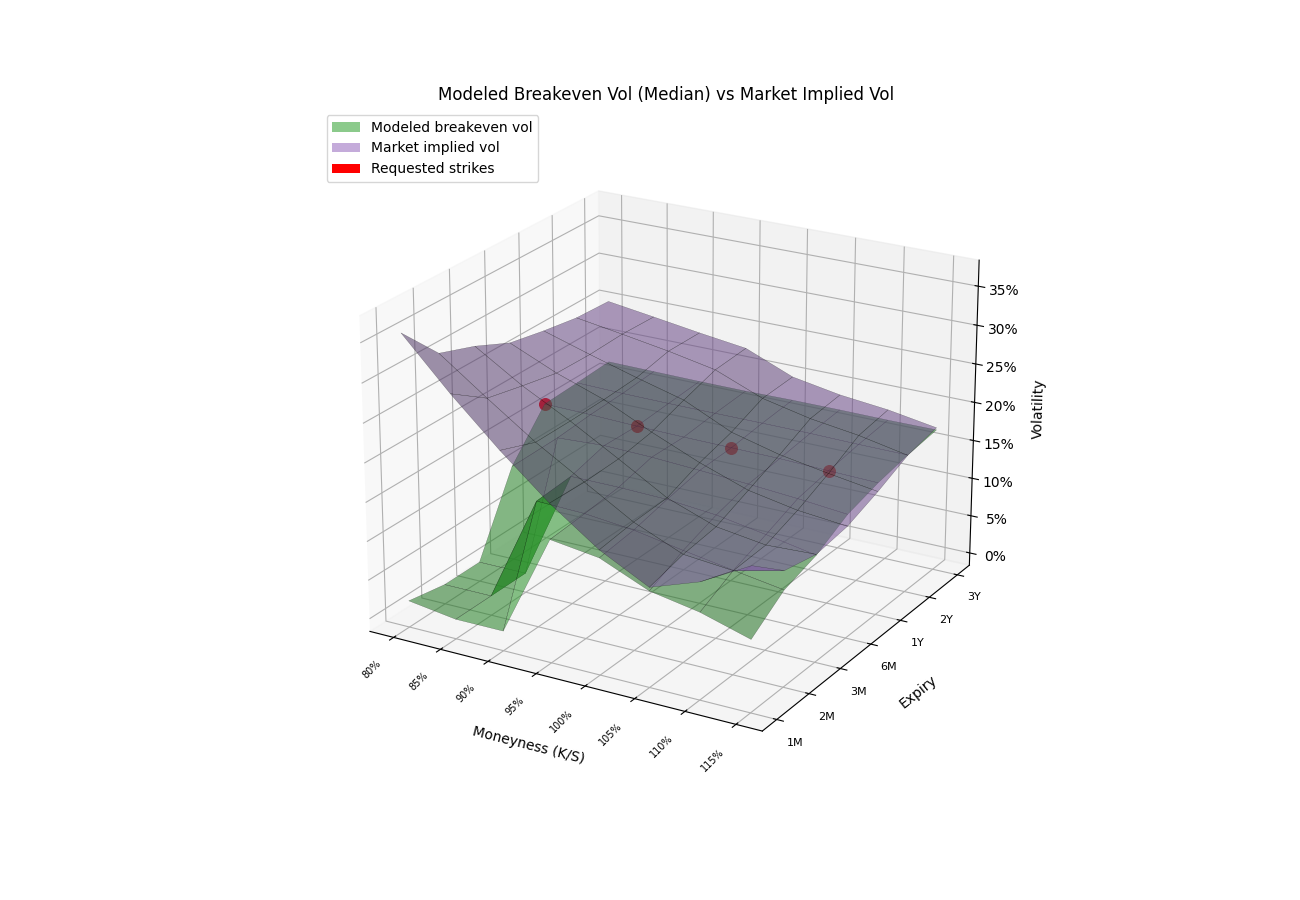 Modeled Breakeven Vol (Median) vs Market Implied Vol
Modeled breakeven vol
Market implied vol
Requested strikes
35%
30%
25%
20%
15%
10%
5%
0%
Volatility
3Y
2Y
1Y
6M
3M
2M
1M
Expiry
80%
85%
90%
95%
100%
105%
110%
115%
Moneyness (K/S)